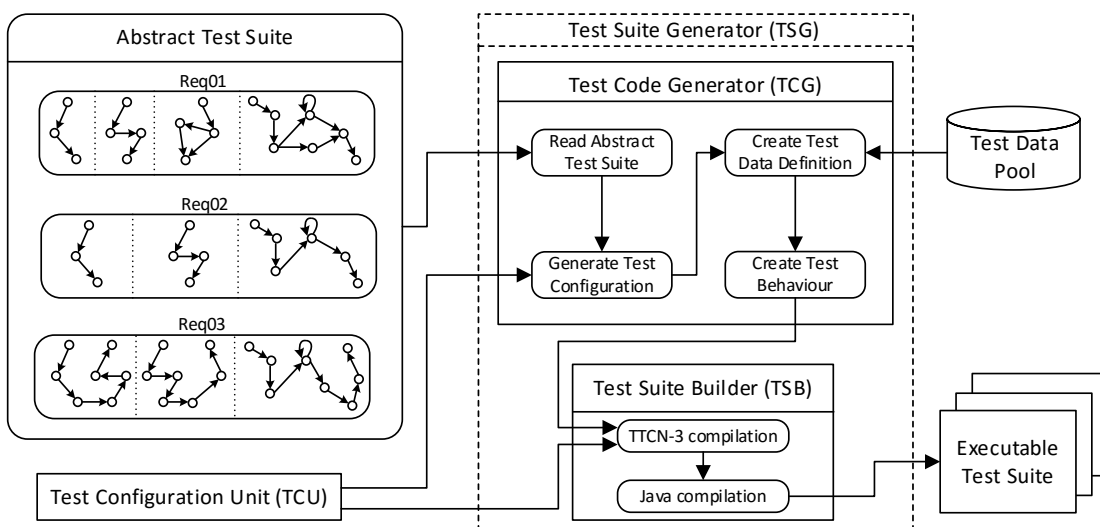 Abstract Test Suite
Req01
Req02
Req03
Test Configuration Unit (TCU)
Test Suite Generator (TSG)
Test Code Generator (TCG)
Read Abstract
Test Suite
Create Test
Data Definition
Generate Test
Configuration
Create Test
Behaviour
Test Suite Builder (TSB)
TTCN-3 compilation
Java compilation
Test Data
Pool
Executable
Test Suite